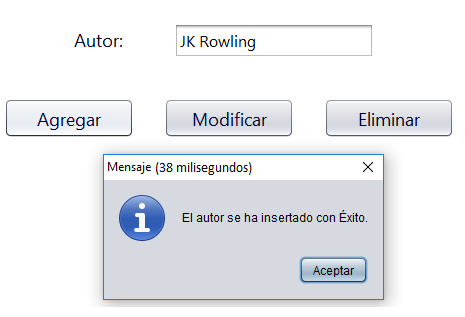 Autor:
JK Rowling
Agregar
Modificar
Eliminar
Mensaje (38 milisegundos)
El autor se ha insertado con Éxito.
Aceptar